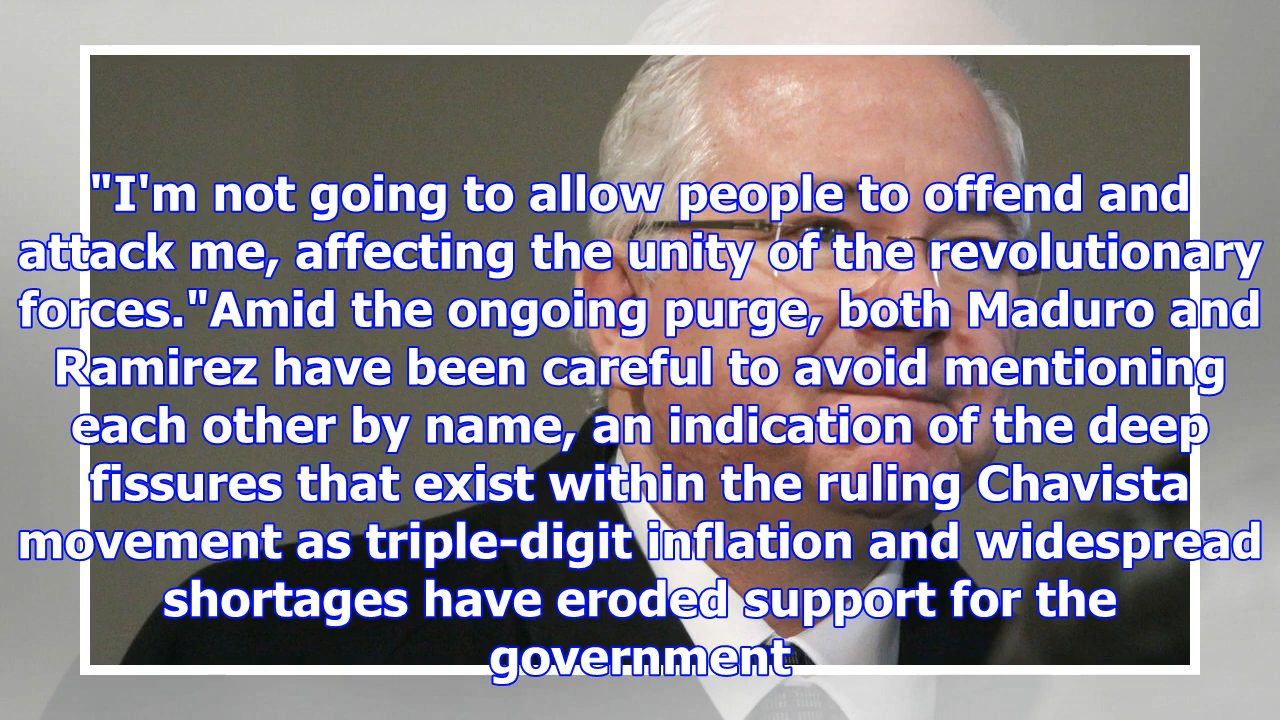 "I'm not going to allow people to offend and
attack me, affecting the unity of the revolutionary
forces."Amid the ongoing purge, both Maduro and
Ramirez have been careful to avoid mentioning
each other by name, an indication of the deep
fissures that exist within the ruling Chavista
movement as triple-digit inflation and widespread
shortages have eroded support for the
government